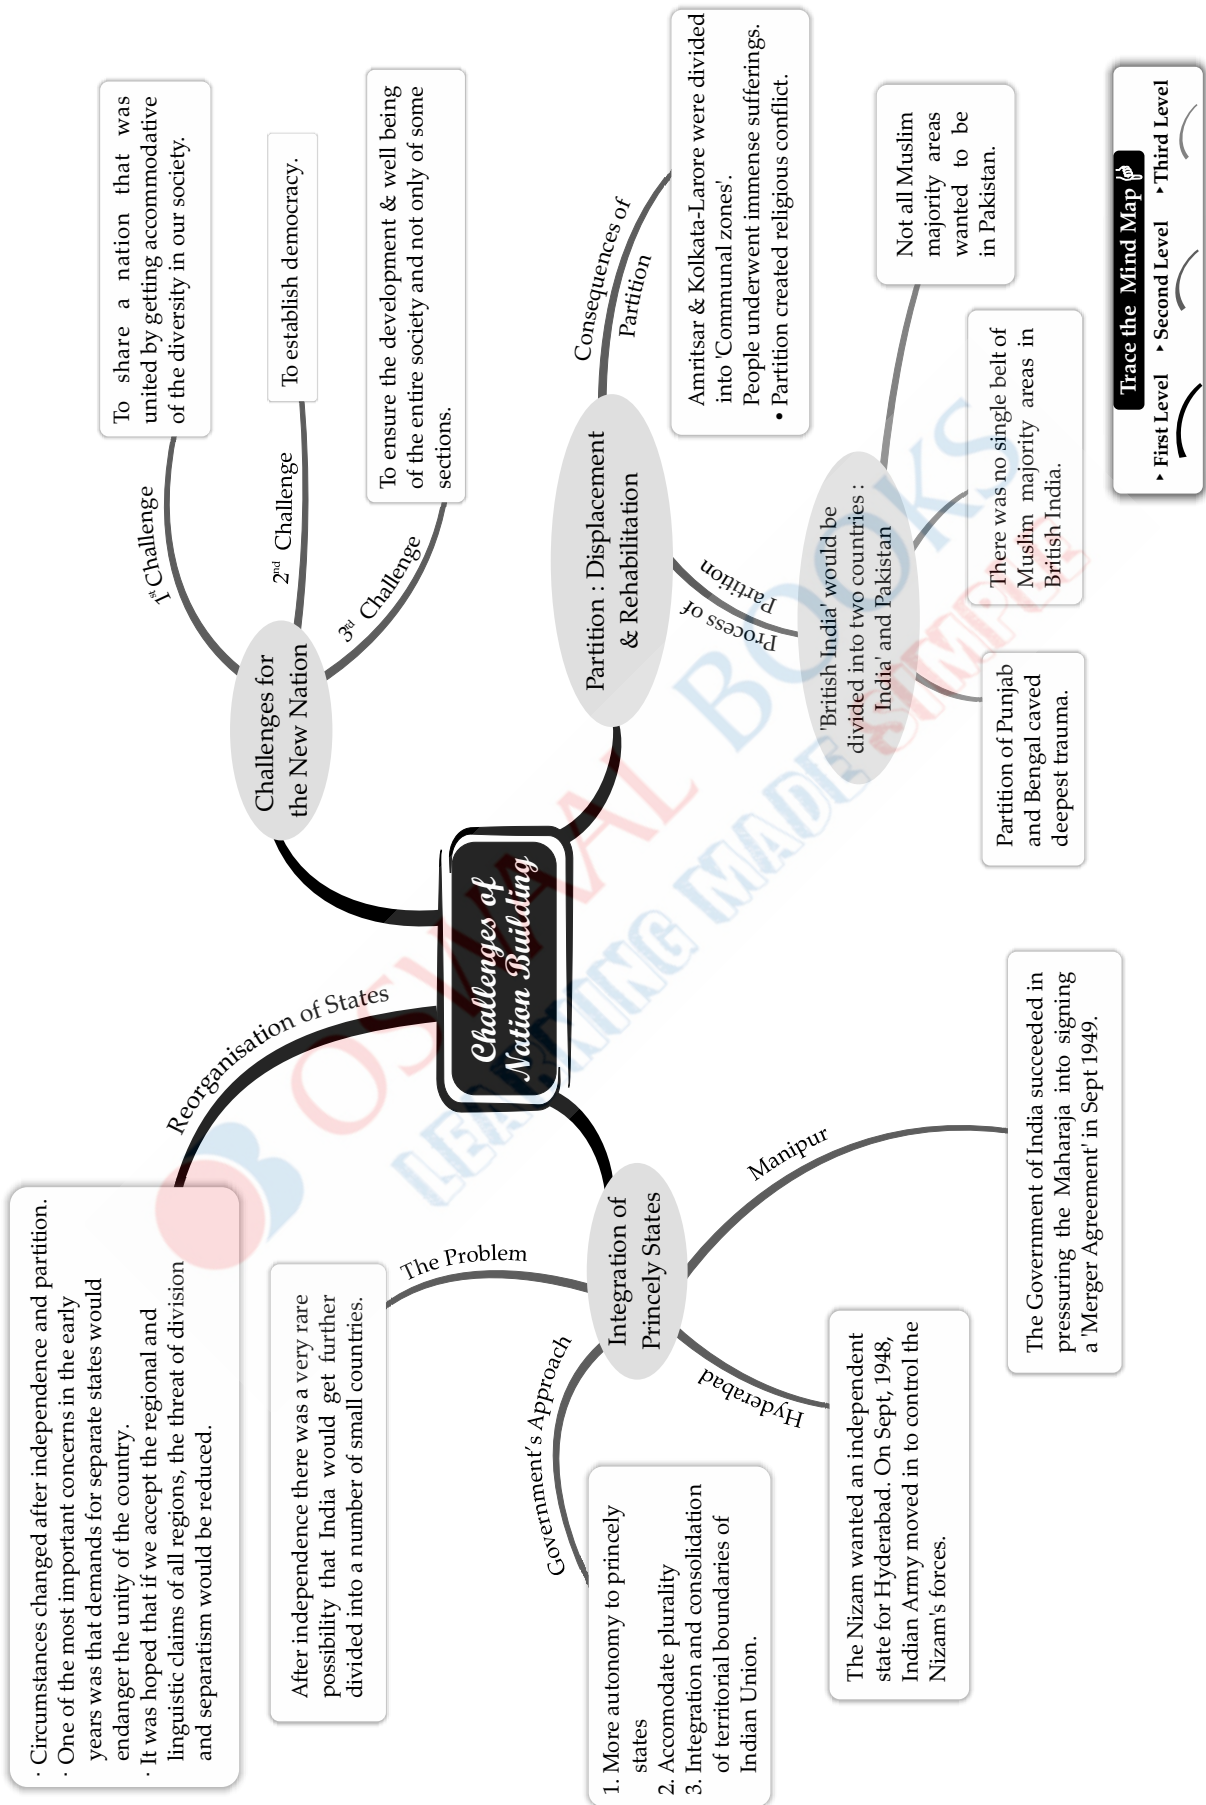 Challenges of
Nation Building
Reorganisation of States
· Circumstances changed after independence and partition.
· One of the most important concerns in the early
years was that demands for separate states would
endanger the unity of the country.
· It was hoped that if we accept the regional and
linguistic claims of all regions, the threat of division
and separatism would be reduced.
Challenges for
the New Nation
1st Challenge
To share a nation that was
united by getting accommodative
of the diversity in our society.
2nd Challenge
To establish democracy.
3rd Challenge
To ensure the development & well being
of the entire society and not only of some
sections.
Partition : Displacement
& Rehabilitation
Consequences of
Partition
Amritsar & Kolkata-Larore were divided
into 'Communal zones'.
People underwent immense sufferings.
• Partition created religious conflict.
Process of
Partition
'British India' would be
divided into two countries :
India' and Pakistan
Not all Muslim
majority areas
wanted to be
in Pakistan.
There was no single belt of
Muslim majority areas in
British India.
Partition of Punjab
and Bengal caved
deepest trauma.
Integration of
Princely States
The Problem
After independence there was a very rare
possibility that India would get further
divided into a number of small countries.
Government's Approach
1. More autonomy to princely
states
2. Accomodate plurality
3. Integration and consolidation
of territorial boundaries of
Indian Union.
Hyderabad
The Nizam wanted an independent
state for Hyderabad. On Sept, 1948,
Indian Army moved in to control the
Nizam's forces.
Manipur
The Government of India succeeded in
pressuring the Maharaja into signing
a 'Merger Agreement' in Sept 1949.
Trace the Mind Map
▸ First Level ▸ Second Level ▸ Third Level
OSWAAL BOOKS
LEARNING MADE SIMPLE